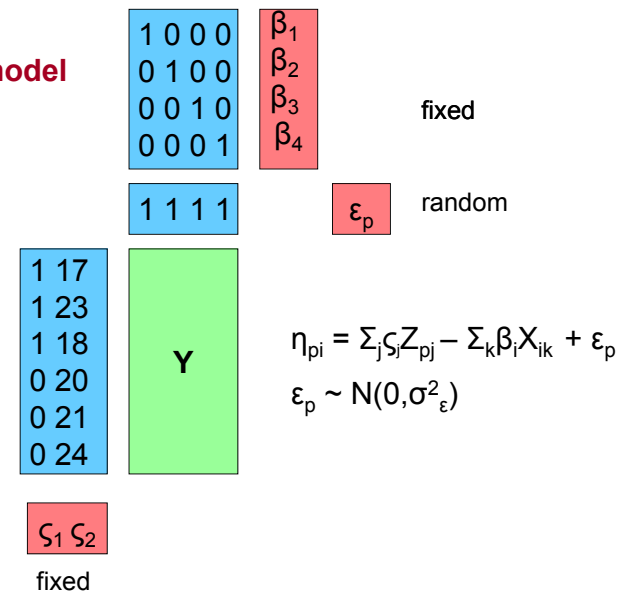 model
1 0 0 0
0 1 0 0
0 0 1 0
0 0 0 1
β1
β2
β3
β4
fixed
1 1 1 1
εp
random
1 17
1 23
1 18
0 20
0 21
0 24
Y
ηpi = ΣjςjZpj – ΣkβiXik + εp
εp ~ N(0,σ²ε)
ς1 ς2
fixed